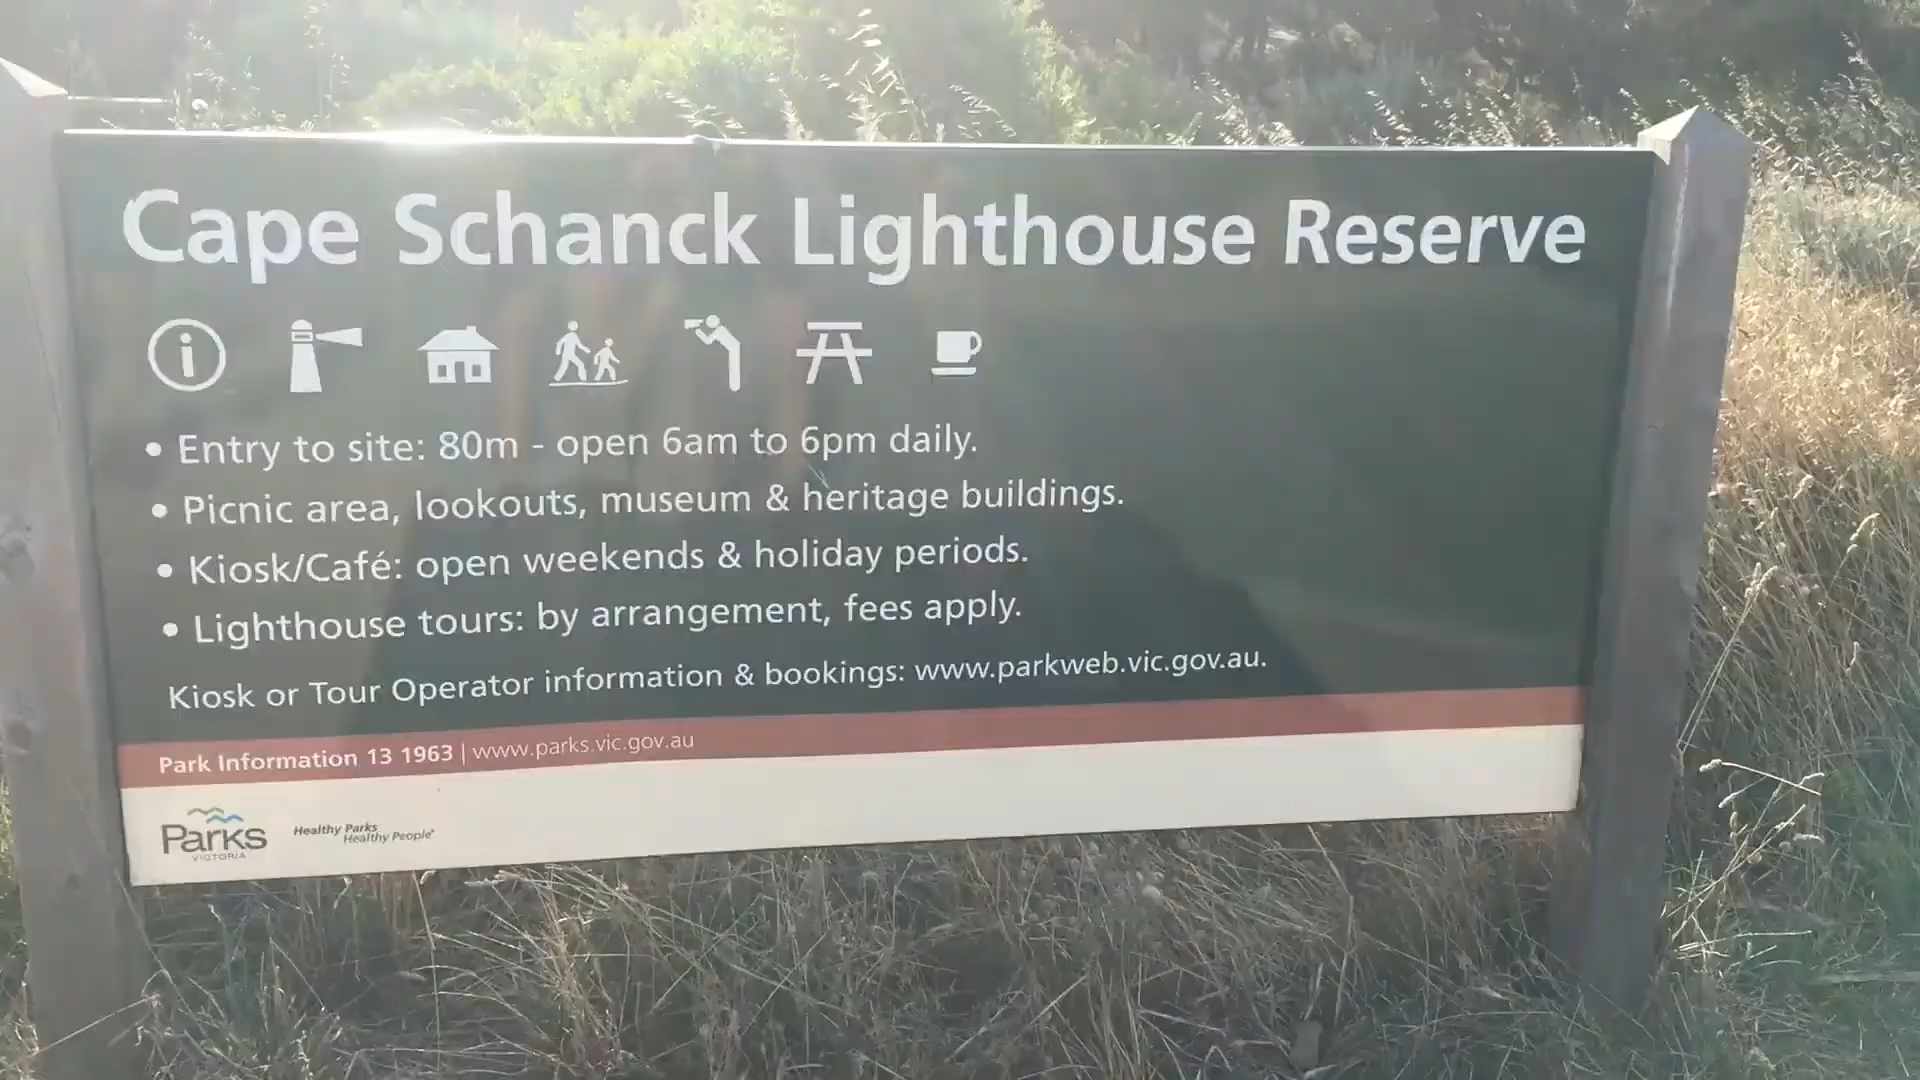 Cape Schanck Lighthouse Reserve
i
• Entry to site: 80m - open 6am to 6pm daily.
• Picnic area, lookouts, museum & heritage buildings.
• Kiosk/Café: open weekends & holiday periods.
• Lighthouse tours: by arrangement, fees apply.
Kiosk or Tour Operator information & bookings: www.parkweb.vic.gov.au.
Park Information 13 1963 | www.parks.vic.gov.au
Parks
VICTORIA
Healthy Parks
Healthy People®